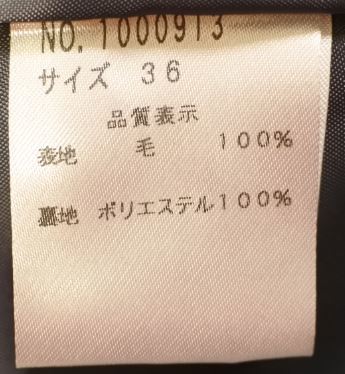 NO. 1000913
サイズ 36
品質表示
表地 毛 100%
裏地 ポリエステル100%